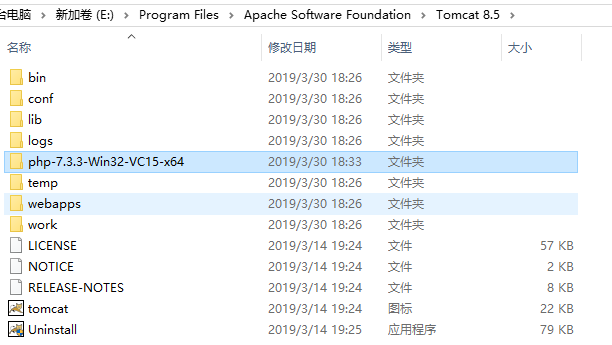 台电脑 > 新加卷 (E:) > Program Files > Apache Software Foundation > Tomcat 8.5 >
名称 修改日期 类型 大小
bin 2019/3/30 18:26 文件夹
conf 2019/3/30 18:26 文件夹
lib 2019/3/30 18:26 文件夹
logs 2019/3/30 18:26 文件夹
php-7.3.3-Win32-VC15-x64 2019/3/30 18:33 文件夹
temp 2019/3/30 18:26 文件夹
webapps 2019/3/30 18:26 文件夹
work 2019/3/30 18:26 文件夹
LICENSE 2019/3/14 19:24 文件 57 KB
NOTICE 2019/3/14 19:24 文件 2 KB
RELEASE-NOTES 2019/3/14 19:24 文件 8 KB
tomcat 2019/3/14 19:24 图标 22 KB
Uninstall 2019/3/14 19:25 应用程序 79 KB